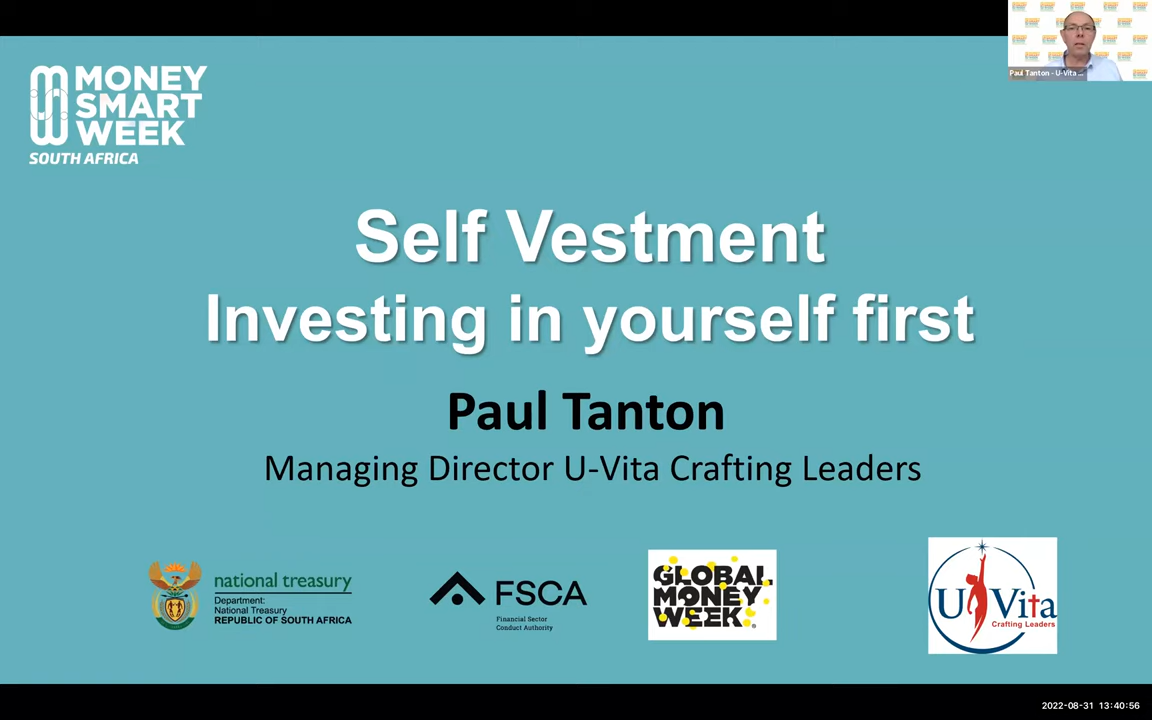 Paul Tanton - U-Vita ...
MONEY
SMART
WEEK
SOUTH AFRICA
Self Vestment
Investing in yourself first
Paul Tanton
Managing Director U-Vita Crafting Leaders
national treasury
Department:
National Treasury
REPUBLIC OF SOUTH AFRICA
FSCA
Financial Sector
Conduct Authority
GLOBAL
MONEY
WEEK
U Vita
Crafting Leaders
2022-08-31 13:40:56